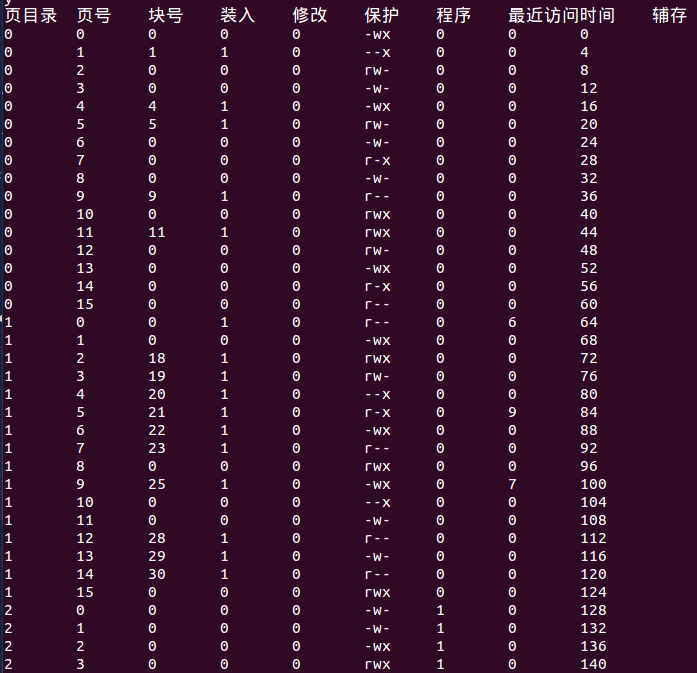 y
页目录 页号 块号 装入 修改 保护 程序 最近访问时间 辅存
0 0 0 0 0 -wx 0 0 0
0 1 1 1 0 --x 0 0 4
0 2 0 0 0 rw- 0 0 8
0 3 0 0 0 -w- 0 0 12
0 4 4 1 0 -wx 0 0 16
0 5 5 1 0 rw- 0 0 20
0 6 0 0 0 -w- 0 0 24
0 7 0 0 0 r-x 0 0 28
0 8 0 0 0 -w- 0 0 32
0 9 9 1 0 r-- 0 0 36
0 10 0 0 0 rwx 0 0 40
0 11 11 1 0 rwx 0 0 44
0 12 0 0 0 rw- 0 0 48
0 13 0 0 0 -wx 0 0 52
0 14 0 0 0 r-x 0 0 56
0 15 0 0 0 r-- 0 0 60
1 0 0 1 0 r-- 0 6 64
1 1 0 0 0 -wx 0 0 68
1 2 18 1 0 rwx 0 0 72
1 3 19 1 0 rw- 0 0 76
1 4 20 1 0 --x 0 0 80
1 5 21 1 0 r-x 0 9 84
1 6 22 1 0 -wx 0 0 88
1 7 23 1 0 r-- 0 0 92
1 8 0 0 0 rwx 0 0 96
1 9 25 1 0 -wx 0 7 100
1 10 0 0 0 --x 0 0 104
1 11 0 0 0 -w- 0 0 108
1 12 28 1 0 r-- 0 0 112
1 13 29 1 0 -w- 0 0 116
1 14 30 1 0 r-- 0 0 120
1 15 0 0 0 rwx 0 0 124
2 0 0 0 0 -w- 1 0 128
2 1 0 0 0 -w- 1 0 132
2 2 0 0 0 -wx 1 0 136
2 3 0 0 0 rwx 1 0 140